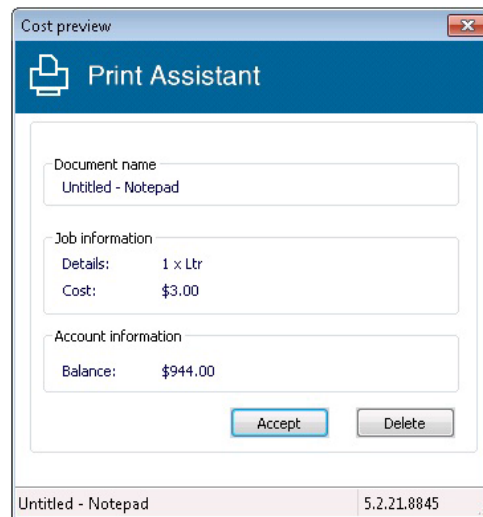 Cost preview
Print Assistant
Document name
Untitled - Notepad
Job information
Details: 1 x Ltr
Cost: $3.00
Account information
Balance: $944.00
Accept Delete
Untitled - Notepad 5.2.21.8845